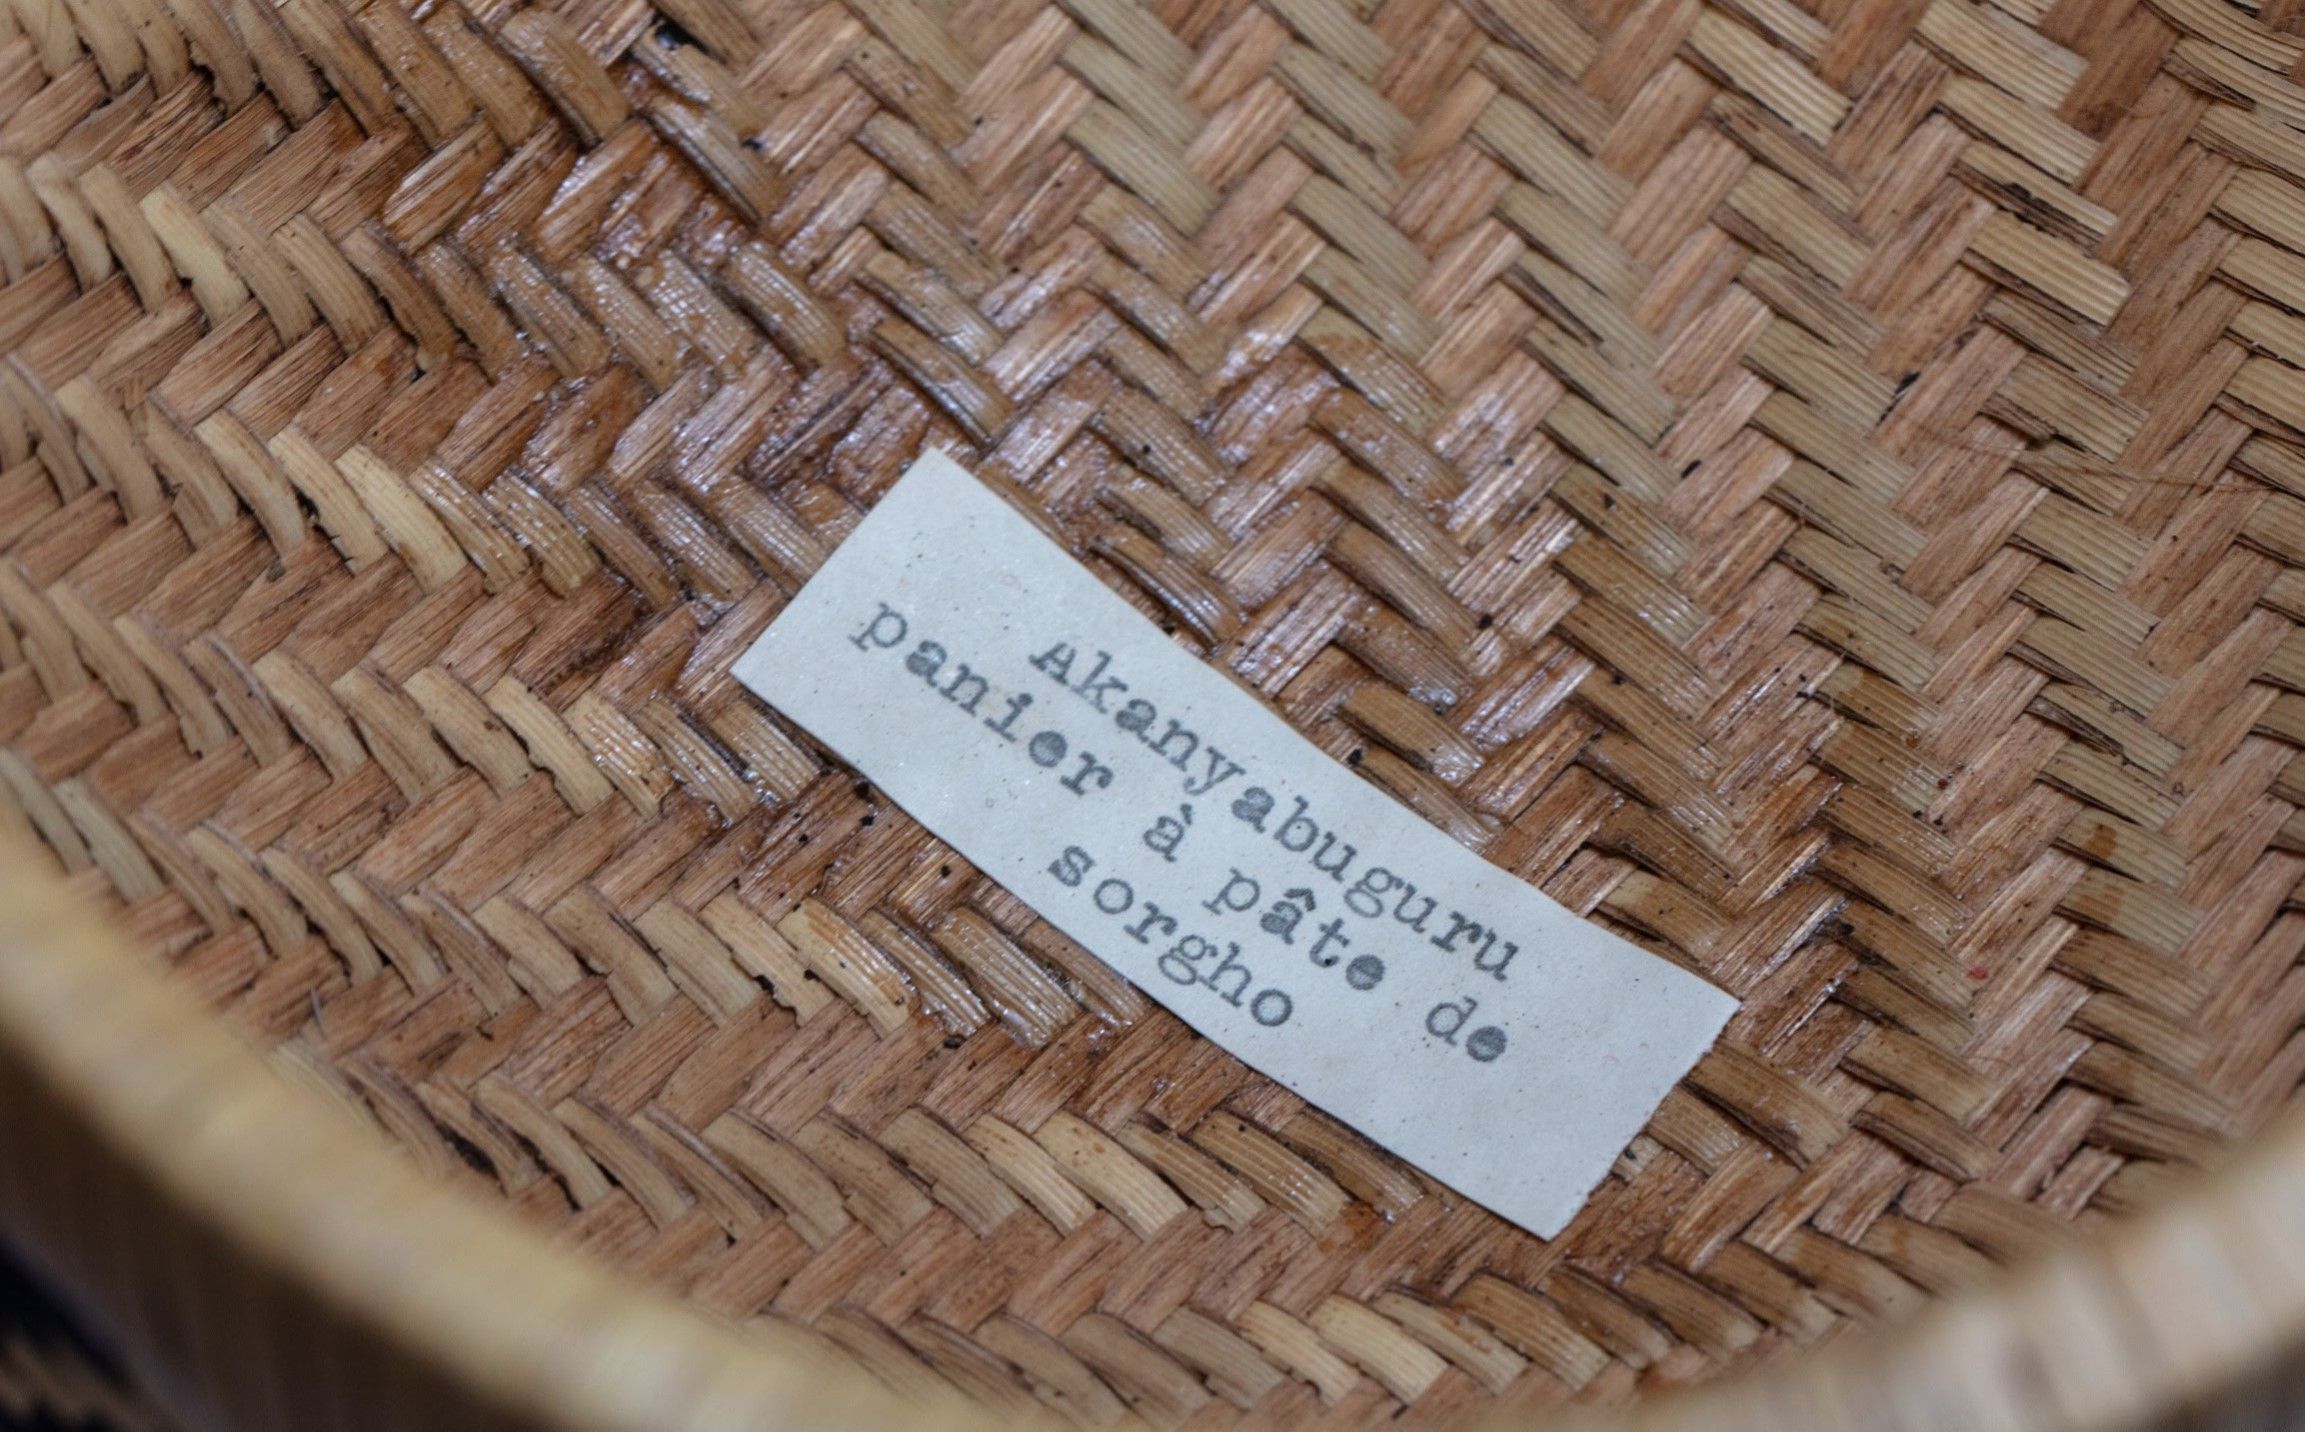 Akanyabuguru
panier à pâte de
sorgho